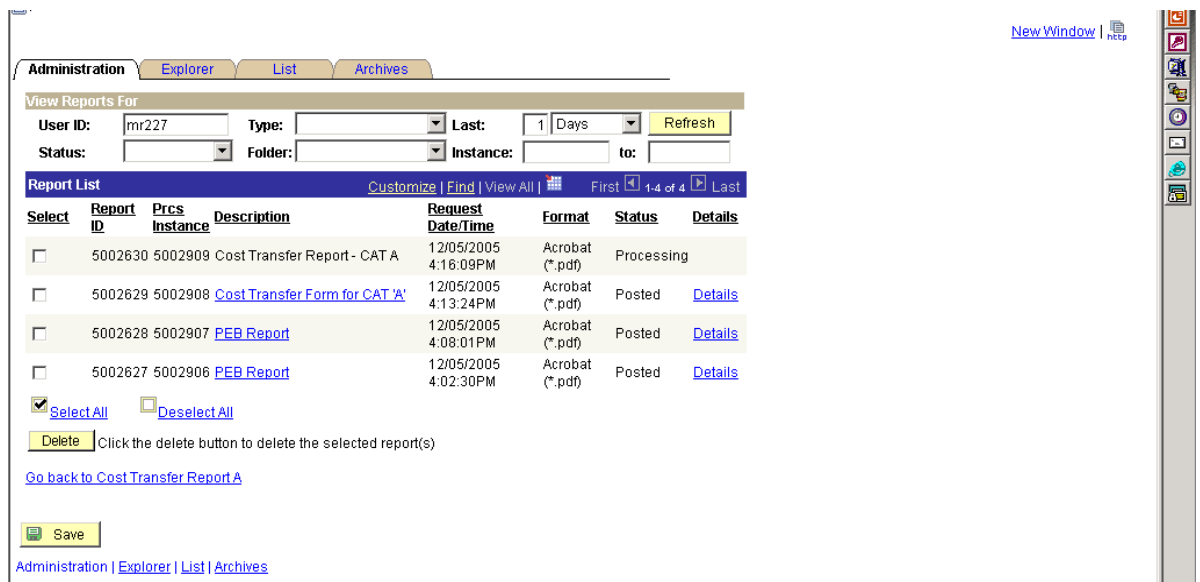 New Window | http
Administration Explorer List Archives
View Reports For
User ID: mr227 Type: Last: 1 Days Refresh
Status: Folder: Instance: to:
Report List Customize | Find | View All | First 1-4 of 4 Last
Select Report ID Prcs Instance Description Request Date/Time Format Status Details
5002630 5002909 Cost Transfer Report - CAT A 12/05/2005 4:16:09PM Acrobat (*.pdf) Processing
5002629 5002908 Cost Transfer Form for CAT 'A' 12/05/2005 4:13:24PM Acrobat (*.pdf) Posted Details
5002628 5002907 PEB Report 12/05/2005 4:08:01PM Acrobat (*.pdf) Posted Details
5002627 5002906 PEB Report 12/05/2005 4:02:30PM Acrobat (*.pdf) Posted Details
Select All Deselect All
Delete Click the delete button to delete the selected report(s)
Go back to Cost Transfer Report A
Save
Administration | Explorer | List | Archives